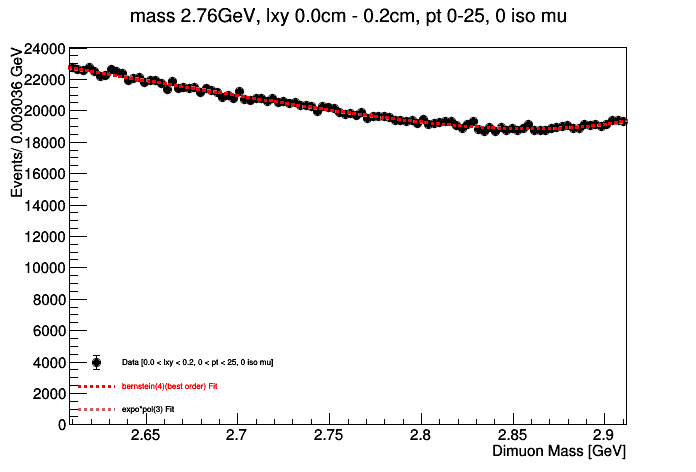 mass 2.76GeV, lxy 0.0cm - 0.2cm, pt 0-25, 0 iso mu
Events/ 0.003036 GeV
24000
22000
20000
18000
16000
14000
12000
10000
8000
6000
4000
2000
0
Data [0.0 < lxy < 0.2, 0 < pt < 25, 0 iso mu]
bernstein(4)(best order) Fit
expo*pol(3) Fit
2.65 2.7 2.75 2.8 2.85 2.9
Dimuon Mass [GeV]